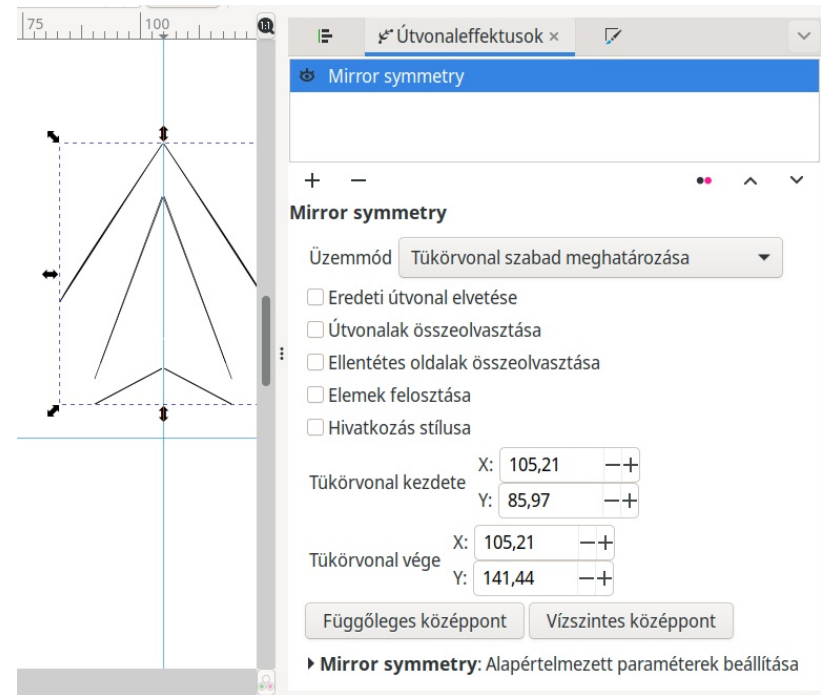 75
100
1:1
Útvonaleffektusok ×
Mirror symmetry
Mirror symmetry
Üzemmód Tükörvonal szabad meghatározása
Eredeti útvonal elvetése
Útvonalak összeolvasztása
Ellentétes oldalak összeolvasztása
Elemek felosztása
Hivatkozás stílusa
Tükörvonal kezdete
X: 105,21
Y: 85,97
Tükörvonal vége
X: 105,21
Y: 141,44
Függőleges középpont Vízszintes középpont
Mirror symmetry: Alapértelmezett paraméterek beállítása